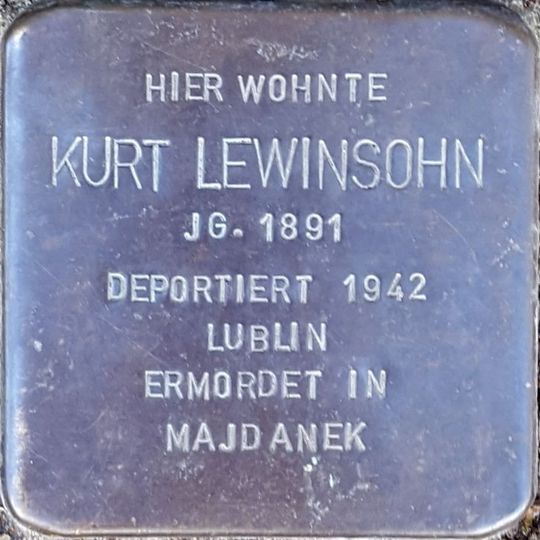 HIER WOHNTE
KURT LEWINSOHN
JG. 1891
DEPORTIERT 1942
LUBLIN
ERMORDET IN
MAJDANEK